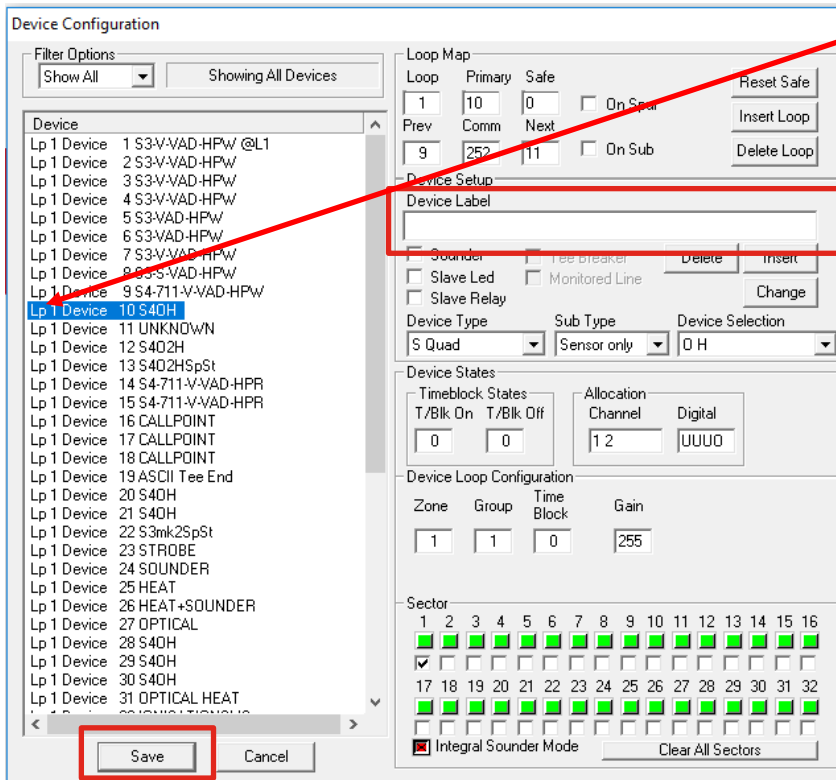 Device Configuration
Filter Options
Show All
Showing All Devices
Device
Lp 1 Device 1 S3-V-VAD-HPW @L1
Lp 1 Device 2 S3-VAD-HPW
Lp 1 Device 3 S3-VAD-HPW
Lp 1 Device 4 S3-VAD-HPW
Lp 1 Device 5 S3-VAD-HPW
Lp 1 Device 6 S3-VAD-HPW
Lp 1 Device 7 S3-V-VAD-HPW
Lp 1 Device 8 S3-S-VAD-HPW
Lp 1 Device 9 S4-711-V-VAD-HPW
Lp 1 Device 10 S4OH
Lp 1 Device 11 UNKNOWN
Lp 1 Device 12 S4O2H
Lp 1 Device 13 S4O2HSpSt
Lp 1 Device 14 S4-711-V-VAD-HPR
Lp 1 Device 15 S4-711-V-VAD-HPR
Lp 1 Device 16 CALLPOINT
Lp 1 Device 17 CALLPOINT
Lp 1 Device 18 CALLPOINT
Lp 1 Device 19 ASCII Tee End
Lp 1 Device 20 S4OH
Lp 1 Device 21 S4OH
Lp 1 Device 22 S3mk2SpSt
Lp 1 Device 23 STROBE
Lp 1 Device 24 SOUNDER
Lp 1 Device 25 HEAT
Lp 1 Device 26 HEAT+SOUNDER
Lp 1 Device 27 OPTICAL
Lp 1 Device 28 S4OH
Lp 1 Device 29 S4OH
Lp 1 Device 30 S4OH
Lp 1 Device 31 OPTICAL HEAT
Save
Cancel
Loop Map
Loop Primary Safe
1 10 0
On Spur
Reset Safe
Prev Comm Next
Insert Loop
9 252 11
On Sub
Delete Loop
Device Setup
Device Label
Sounder Tee Breaker Delete Insert
Slave Led Monitored Line
Slave Relay
Change
Device Type Sub Type Device Selection
S Quad Sensor only O H
Device States
Timeblock States
T/Blk On T/Blk Off
0 0
Allocation
Channel Digital
1 2 UUU0
Device Loop Configuration
Zone Group Time Block Gain
1 1 0 255
Sector
1 2 3 4 5 6 7 8 9 10 11 12 13 14 15 16
17 18 19 20 21 22 23 24 25 26 27 28 29 30 31 32
Integral Sounder Mode
Clear All Sectors